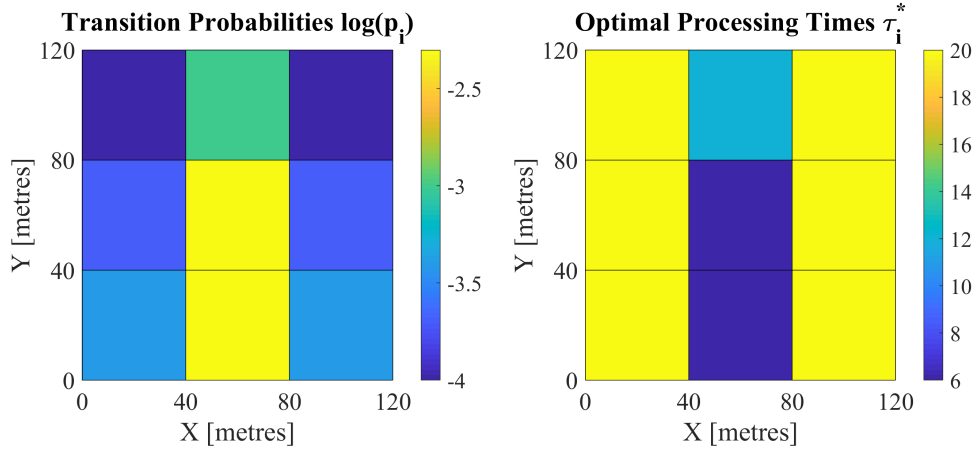 Transition Probabilities log(p_i)
120
80
40
0
0 40 80 120
Y [metres]
X [metres]
-2.5
-3
-3.5
-4
Optimal Processing Times τ_i^*
120
80
40
0
0 40 80 120
Y [metres]
X [metres]
20
18
16
14
12
10
8
6